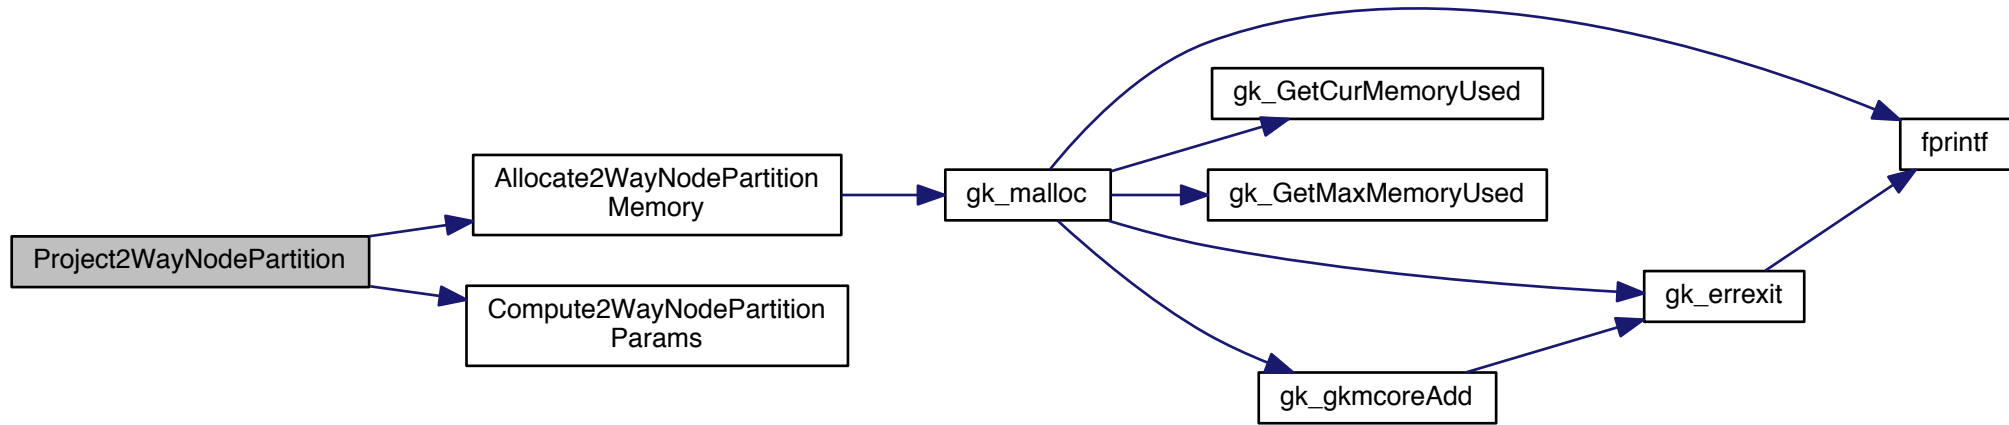 Project2WayNodePartition
Allocate2WayNodePartition
Memory
Compute2WayNodePartition
Params
gk_malloc
gk_GetCurMemoryUsed
gk_GetMaxMemoryUsed
gk_gkmcoreAdd
gk_errexit
fprintf